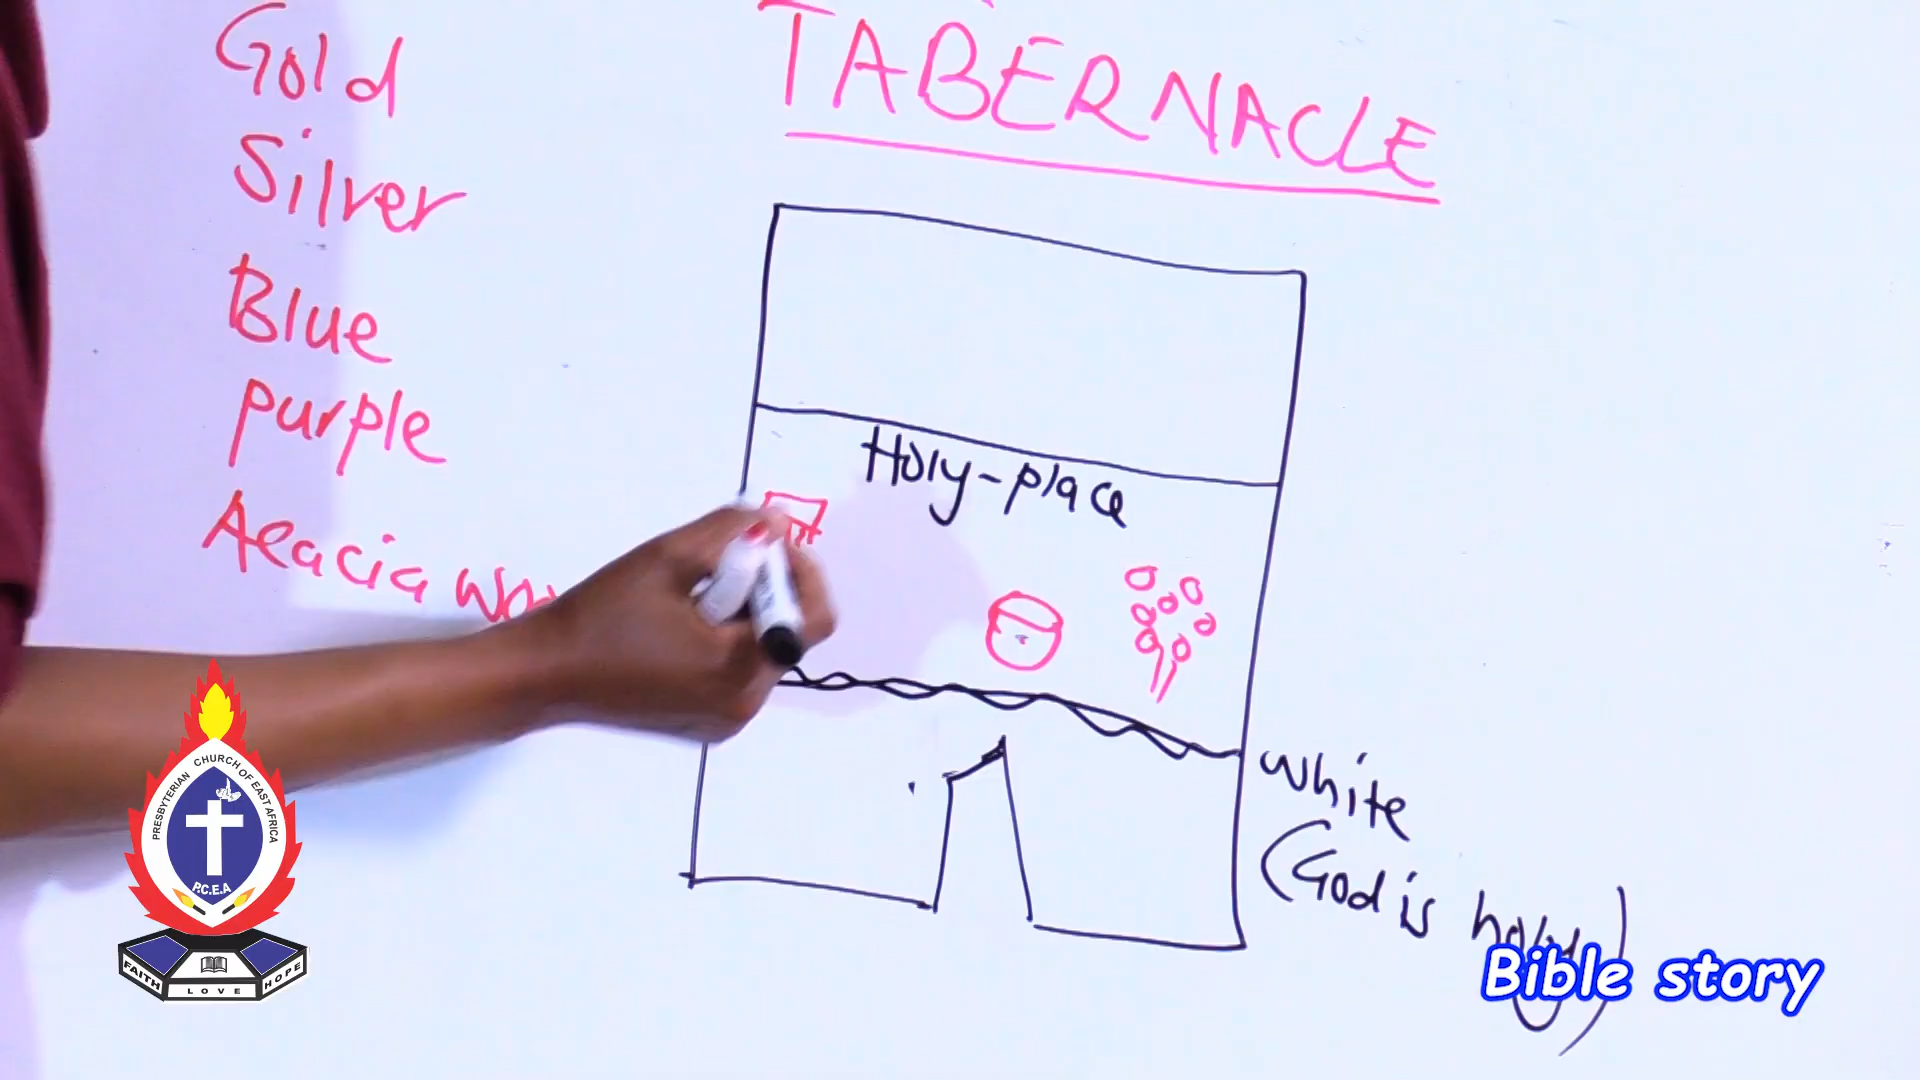 TABERNACLE
Gold
Silver
Blue
purple
Acacia
Holy-place
white
(God is holy)
PRESBYTERIAN CHURCH OF EAST AFRICA
P.C.E.A
FAITH
LOVE
HOPE
Bible story